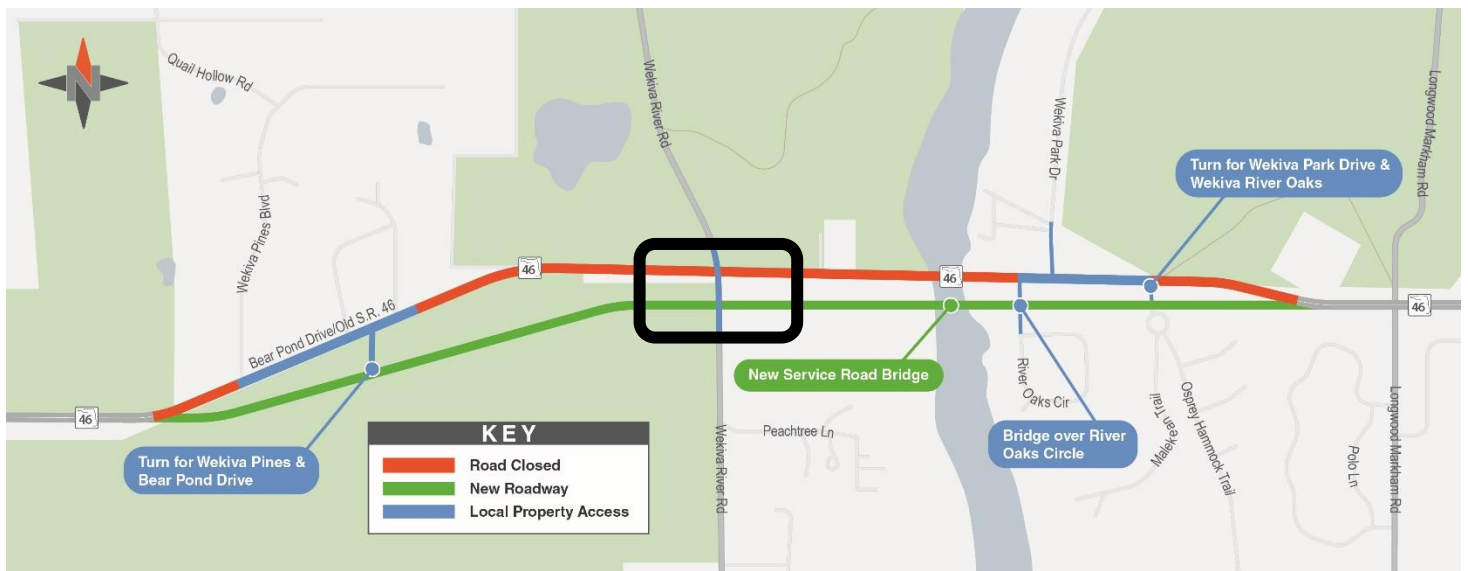 N
Quail Hollow Rd
Wekiva River Rd
Wekiva Park Dr
Longwood Markham Rd
Turn for Wekiva Park Drive &
Wekiva River Oaks
Wekiva Pines Blvd
46
46
46
Bear Pond Drive/Old S.R. 46
46
New Service Road Bridge
River Oaks Cir
Osprey Hammock Trail
Malekean Trail
Longwood Markham Rd
Polo Ln
Peachtree Ln
Wekiva River Rd
Bridge over River
Oaks Circle
Turn for Wekiva Pines &
Bear Pond Drive
KEY
Road Closed
New Roadway
Local Property Access